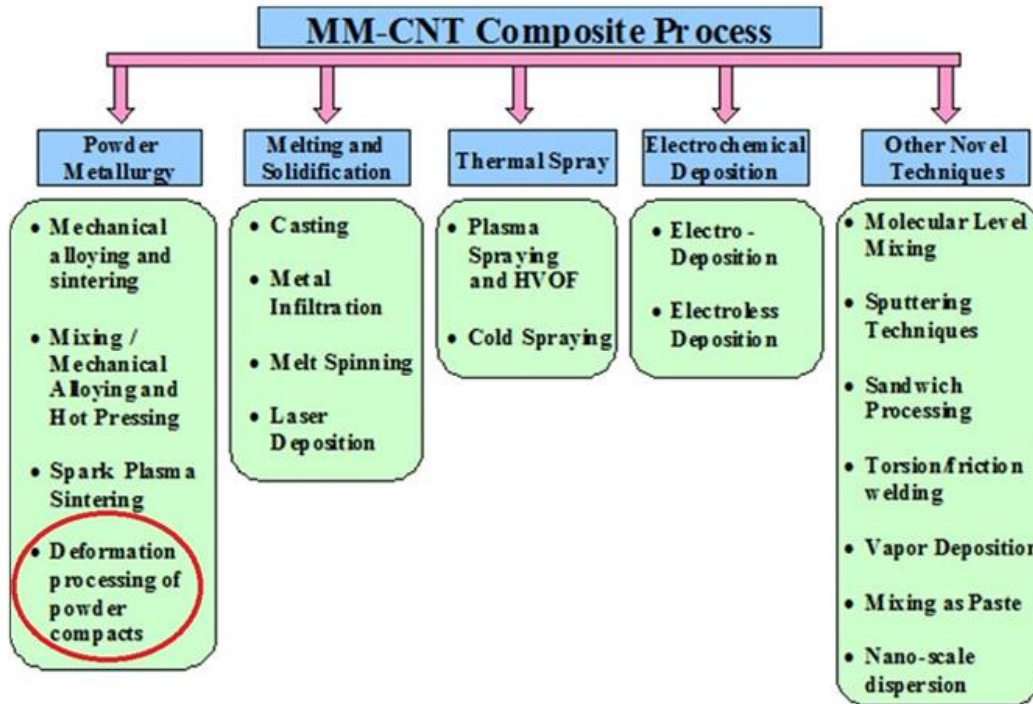 MM-CNT Composite Process
Powder
Metallurgy
• Mechanical
alloying and
sintering
• Mixing /
Mechanical
Alloying and
Hot Pressing
• Spark Plasma
Sintering
• Deformation
processing of
powder
compacts
Melting and
Solidification
• Casting
• Metal
Infiltration
• Melt Spinning
• Laser
Deposition
Thermal Spray
• Plasma
Spraying
and HVOF
• Cold Spraying
Electrochemical
Deposition
• Electro -
Deposition
• Electroless
Deposition
Other Novel
Techniques
• Molecular Level
Mixing
• Sputtering
Techniques
• Sandwich
Processing
• Torsion/friction
welding
• Vapor Deposition
• Mixing as Paste
• Nano-scale
dispersion